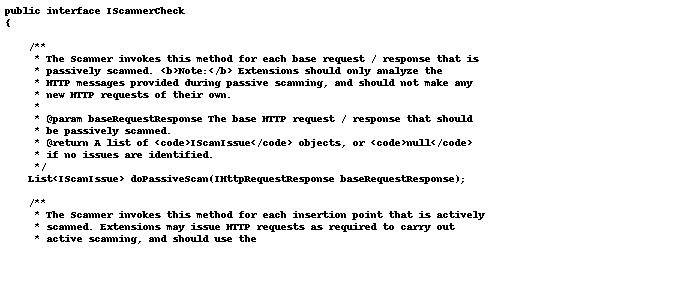 public interface IScannerCheck
{
/**
* The Scanner invokes this method for each base request / response that is
* passively scanned. <b>Note:</b> Extensions should only analyze the
* HTTP messages provided during passive scanning, and should not make any
* new HTTP requests of their own.
*
* @param baseRequestResponse The base HTTP request / response that should
* be passively scanned.
* @return A list of <code>IScanIssue</code> objects, or <code>null</code>
* if no issues are identified.
*/
List<IScanIssue> doPassiveScan(IHttpRequestResponse baseRequestResponse);
/**
* The Scanner invokes this method for each insertion point that is actively
* scanned. Extensions may issue HTTP requests as required to carry out
* active scanning, and should use the